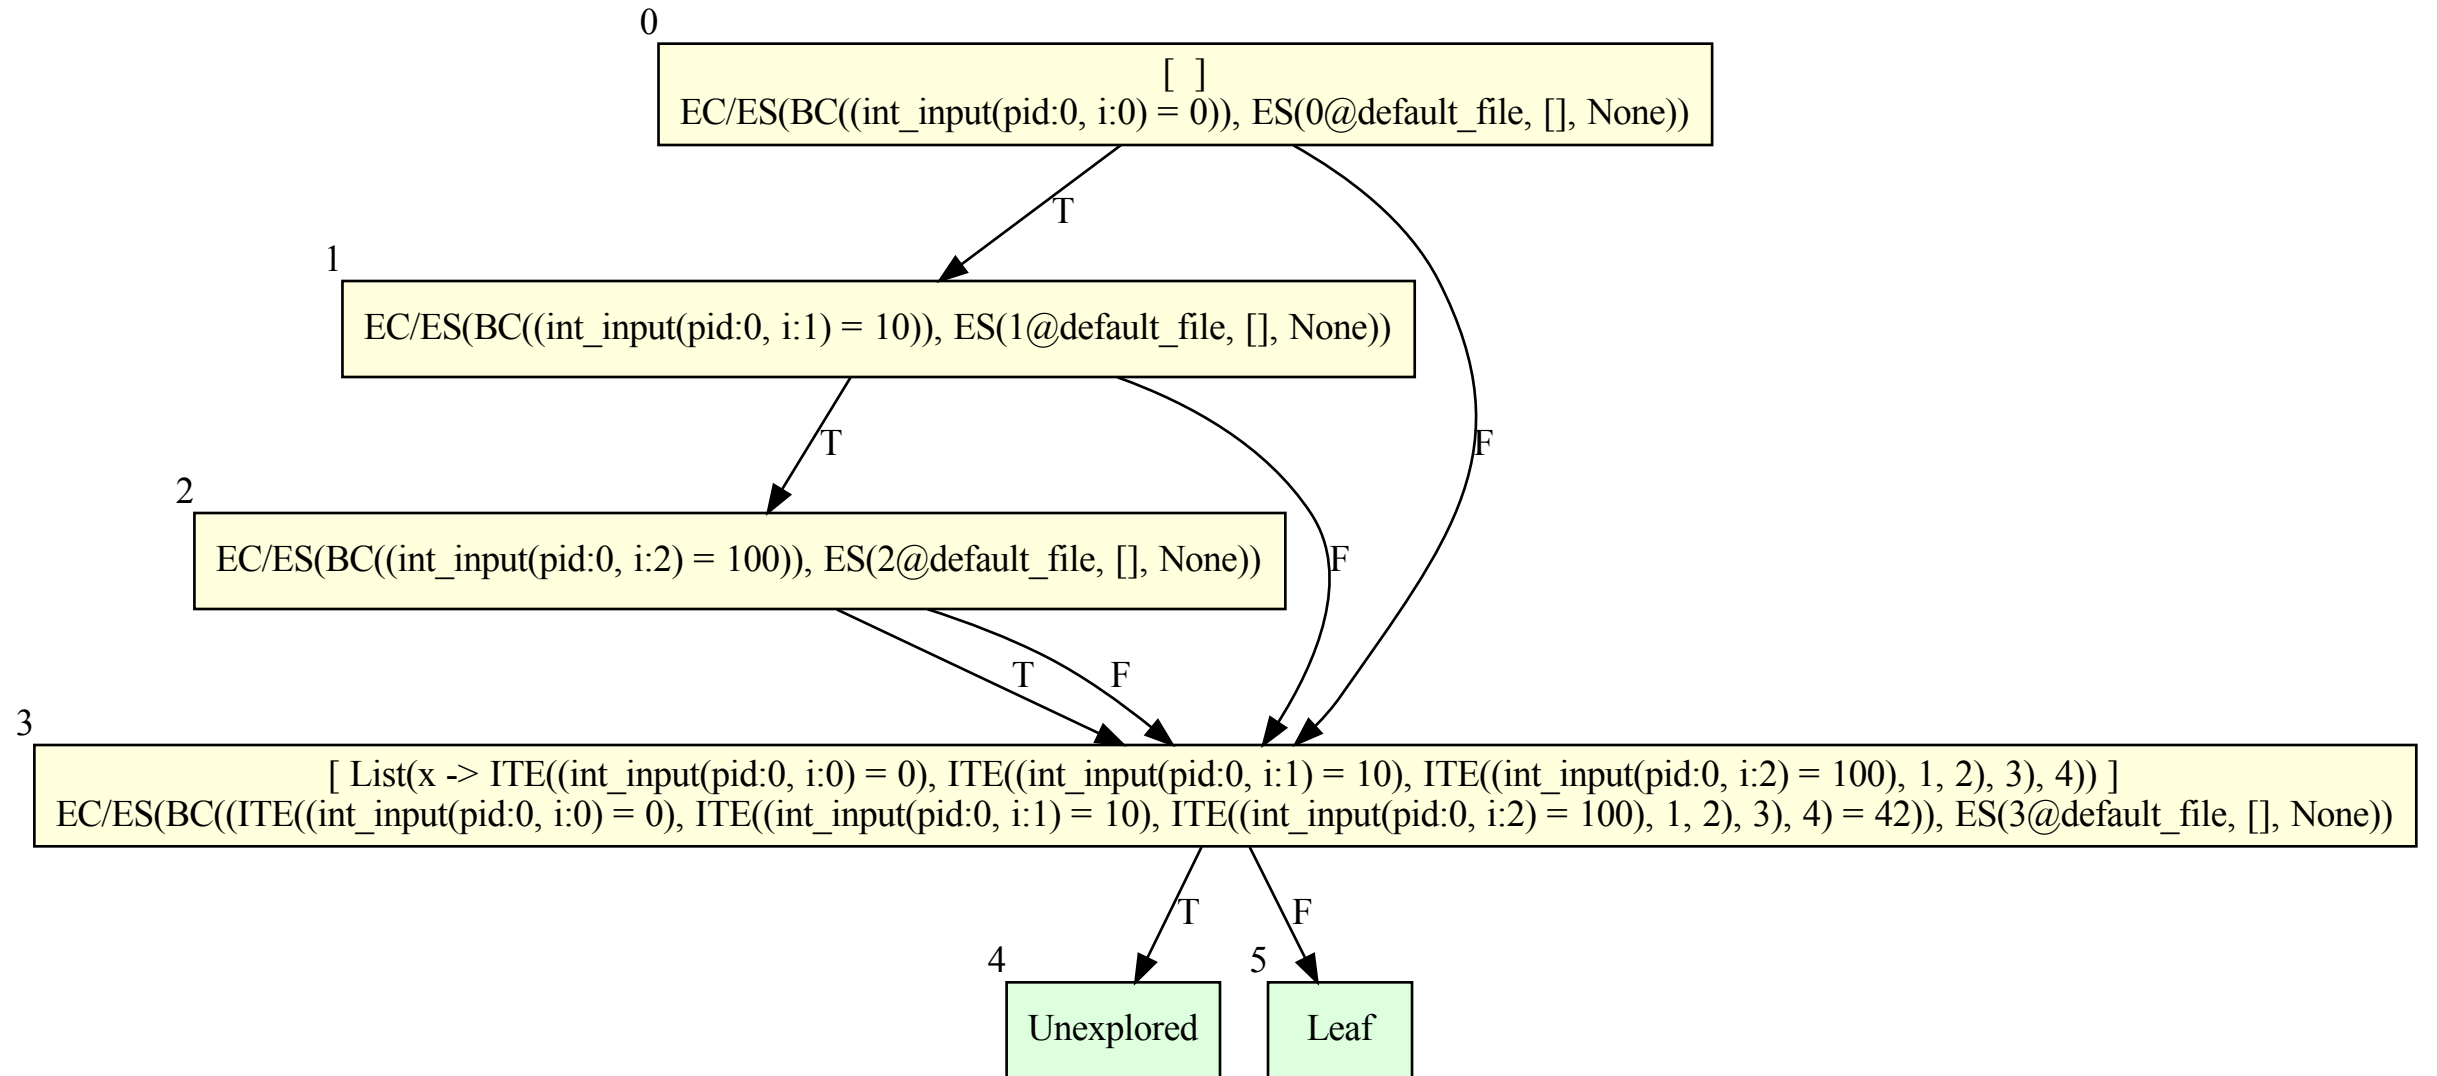 0
[ ]
EC/ES(BC((int_input(pid:0, i:0) = 0)), ES(0@default_file, [], None))
T
1
EC/ES(BC((int_input(pid:0, i:1) = 10)), ES(1@default_file, [], None))
T
F
2
EC/ES(BC((int_input(pid:0, i:2) = 100)), ES(2@default_file, [], None))
F
T
F
3
[ List(x -> ITE((int_input(pid:0, i:0) = 0), ITE((int_input(pid:0, i:1) = 10), ITE((int_input(pid:0, i:2) = 100), 1, 2), 3), 4)) ]
EC/ES(BC((ITE((int_input(pid:0, i:0) = 0), ITE((int_input(pid:0, i:1) = 10), ITE((int_input(pid:0, i:2) = 100), 1, 2), 3), 4) = 42)), ES(3@default_file, [], None))
T
F
4
5
Unexplored
Leaf